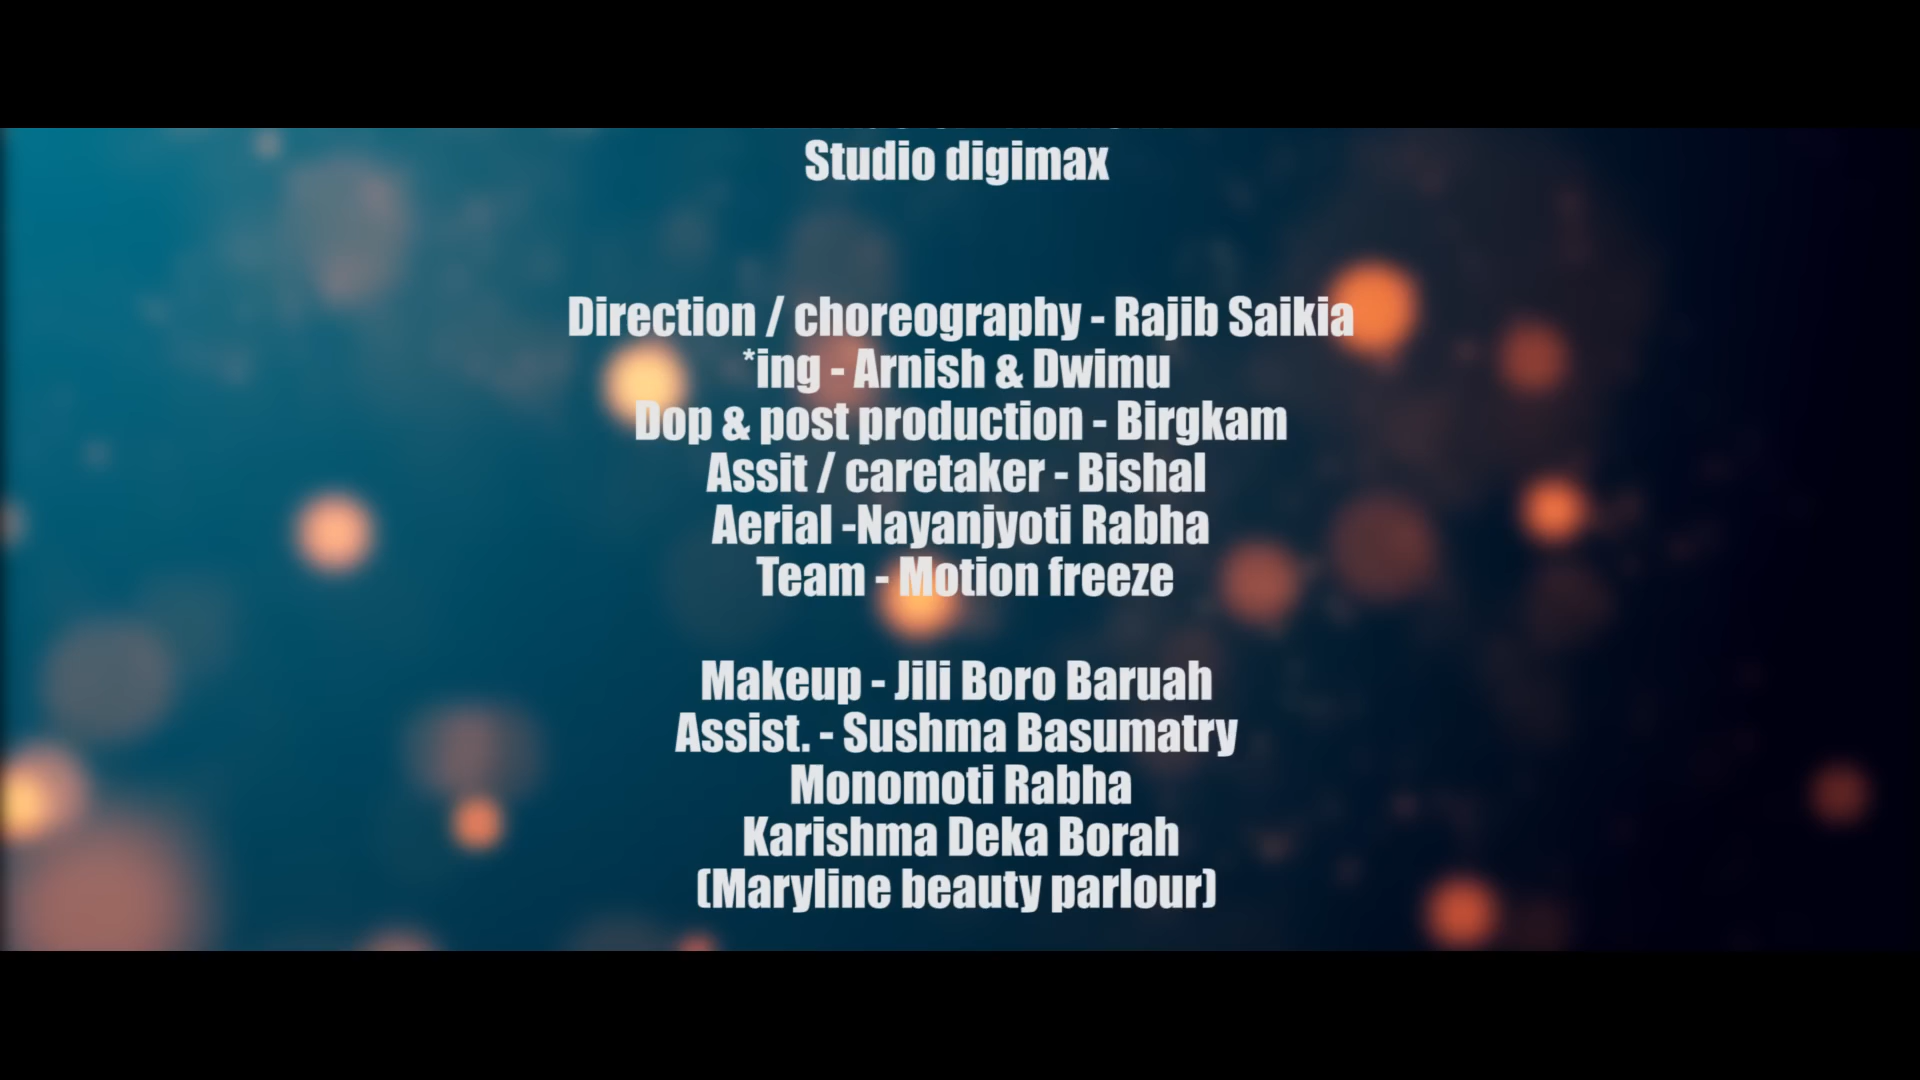 Studio digimax
Direction / choreography - Rajib Saikia
*ing - Arnish & Dwimu
Dop & post production - Birgkam
Assit / caretaker - Bishal
Aerial -Nayanjyoti Rabha
Team - Motion freeze
Makeup - Jili Boro Baruah
Assist. - Sushma Basumatry
Monomoti Rabha
Karishma Deka Borah
(Maryline beauty parlour)